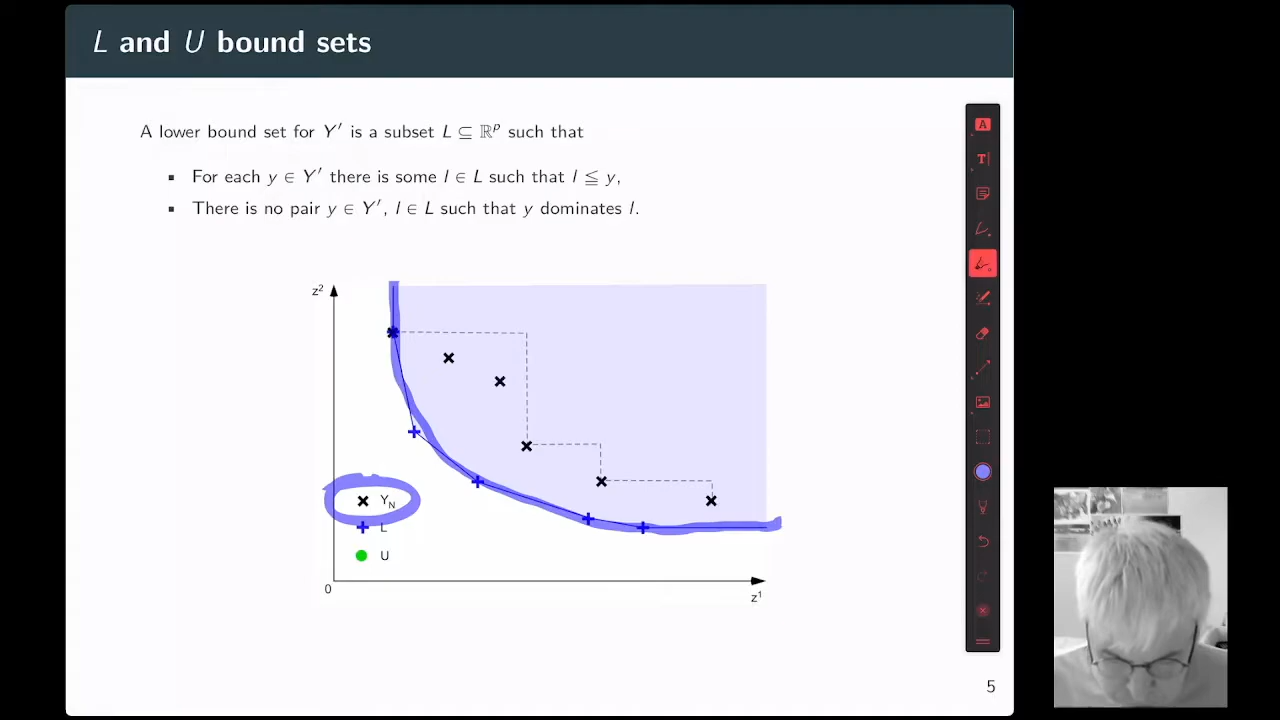 L and U bound sets
A lower bound set for Y′ is a subset L ⊆ ℝᵖ such that
▪ For each y ∈ Y′ there is some l ∈ L such that l ≦ y,
▪ There is no pair y ∈ Y′, l ∈ L such that y dominates l.
z²
Y_N
L
U
0
z¹
5
A
T